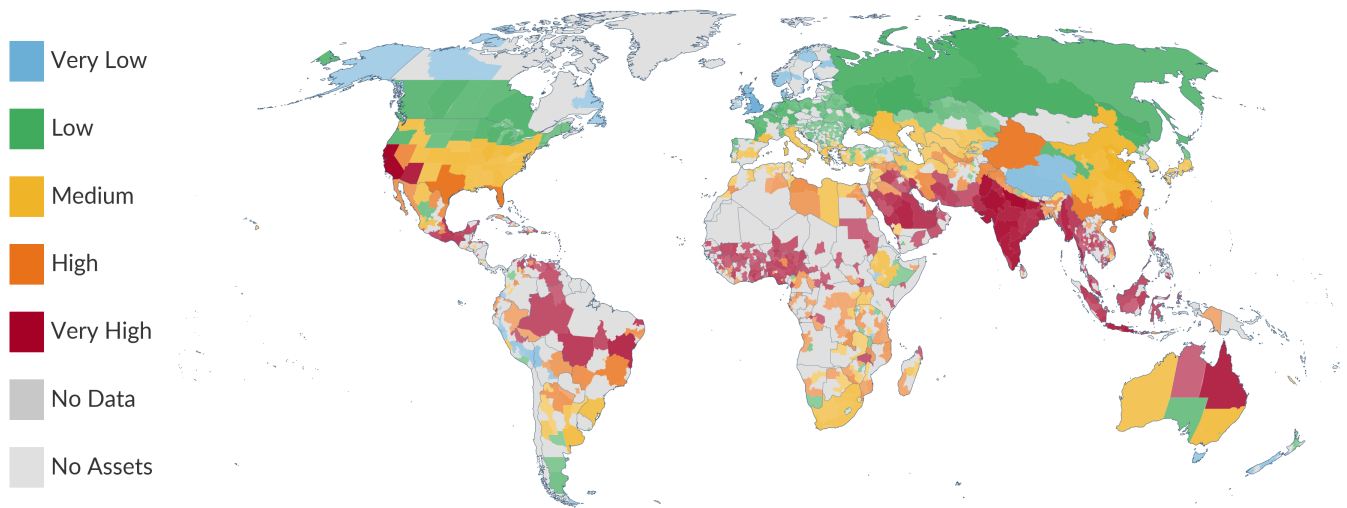 Very Low
Low
Medium
High
Very High
No Data
No Assets